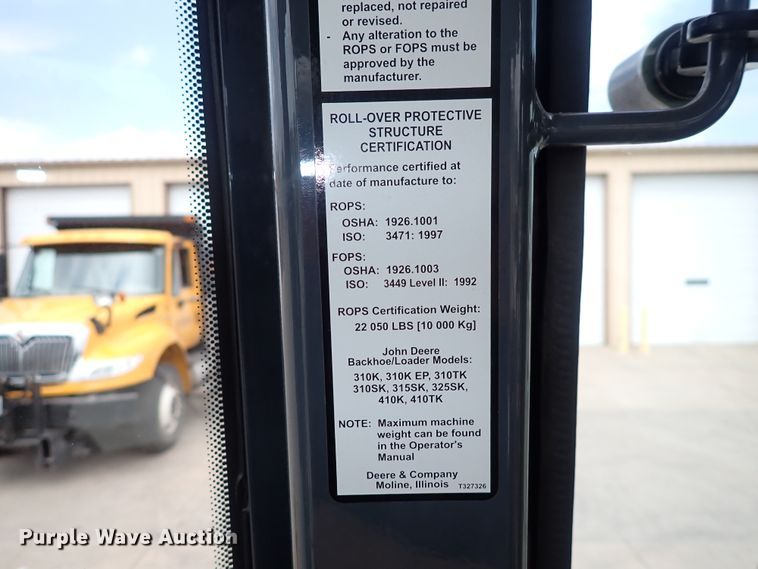 replaced, not repaired
or revised.
- Any alteration to the
ROPS or FOPS must be
approved by the
manufacturer.
ROLL-OVER PROTECTIVE
STRUCTURE
CERTIFICATION
Performance certified at
date of manufacture to:
ROPS:
OSHA: 1926.1001
ISO: 3471: 1997
FOPS:
OSHA: 1926.1003
ISO: 3449 Level II: 1992
ROPS Certification Weight:
22 050 LBS [10 000 Kg]
John Deere
Backhoe/Loader Models:
310K, 310K EP, 310TK
310SK, 315SK, 325SK,
410K, 410TK
NOTE: Maximum machine
weight can be found
in the Operator's
Manual
Deere & Company
Moline, Illinois T327326
Purple Wave Auction